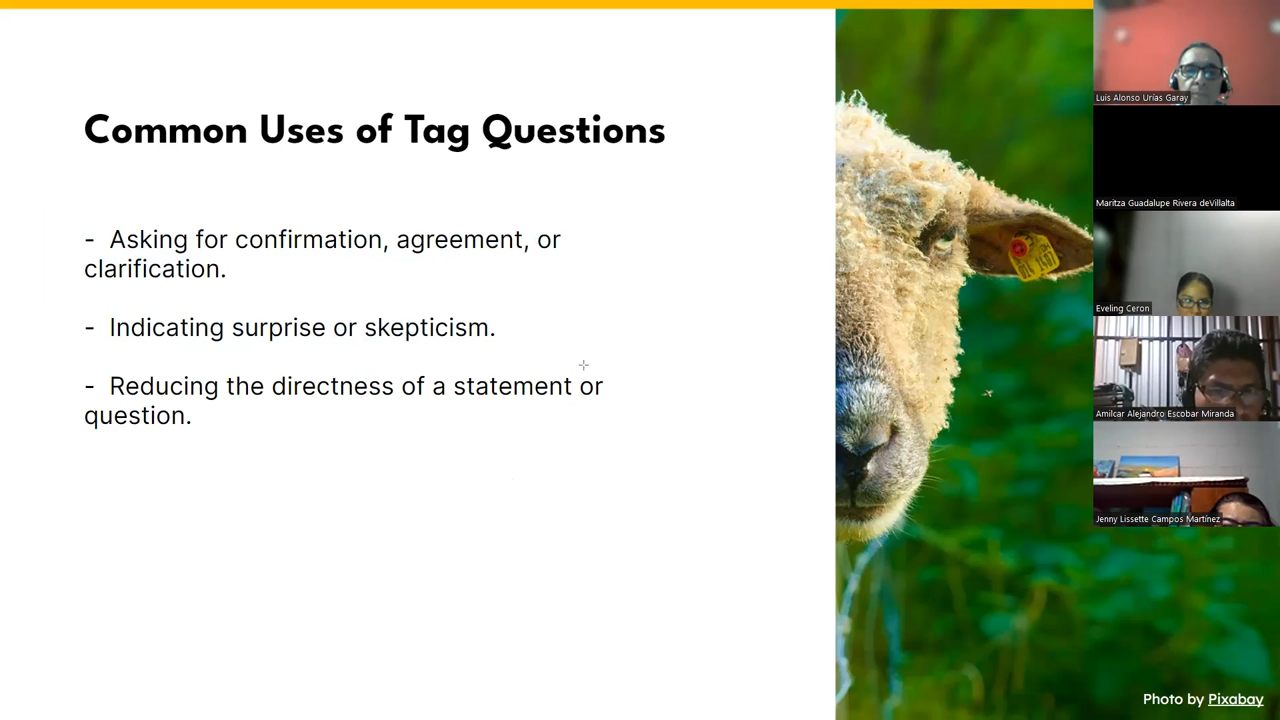 Common Uses of Tag Questions
- Asking for confirmation, agreement, or
clarification.
- Indicating surprise or skepticism.
- Reducing the directness of a statement or
question.
Luis Alonso Urías Garay
Maritza Guadalupe Rivera deVillalta
Eveling Ceron
Amilcar Alejandro Escobar Miranda
Jenny Lissette Campos Martínez
Photo by Pixabay